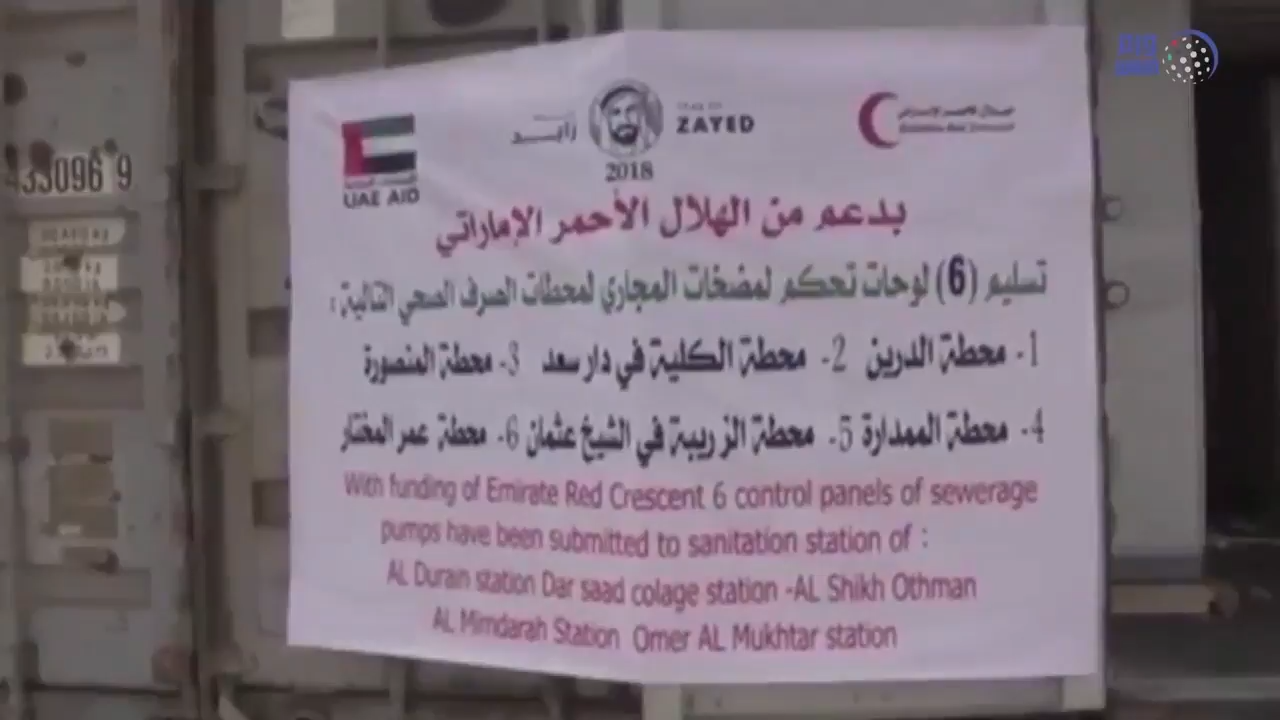 433096 9
UAE AID
زايد
ZAYED
2018
بدعم من الهلال الأحمر الإماراتي
تسليم (6) لوحات تحكم لمضخات المجاري لمحطات الصرف الصحي التالية :
1- محطة الدرين 2- محطة الكلية في دار سعد 3- محطة المنصورة
4- محطة الممدارة 5- محطة الزريبة في الشيخ عثمان 6- محطة عمر المختار
With funding of Emirate Red Crescent 6 control panels of sewerage
pumps have been submitted to sanitation station of :
AL Durain station Dar saad colage station -AL Shikh Othman
AL Mimdarah Station Omer AL Mukhtar station